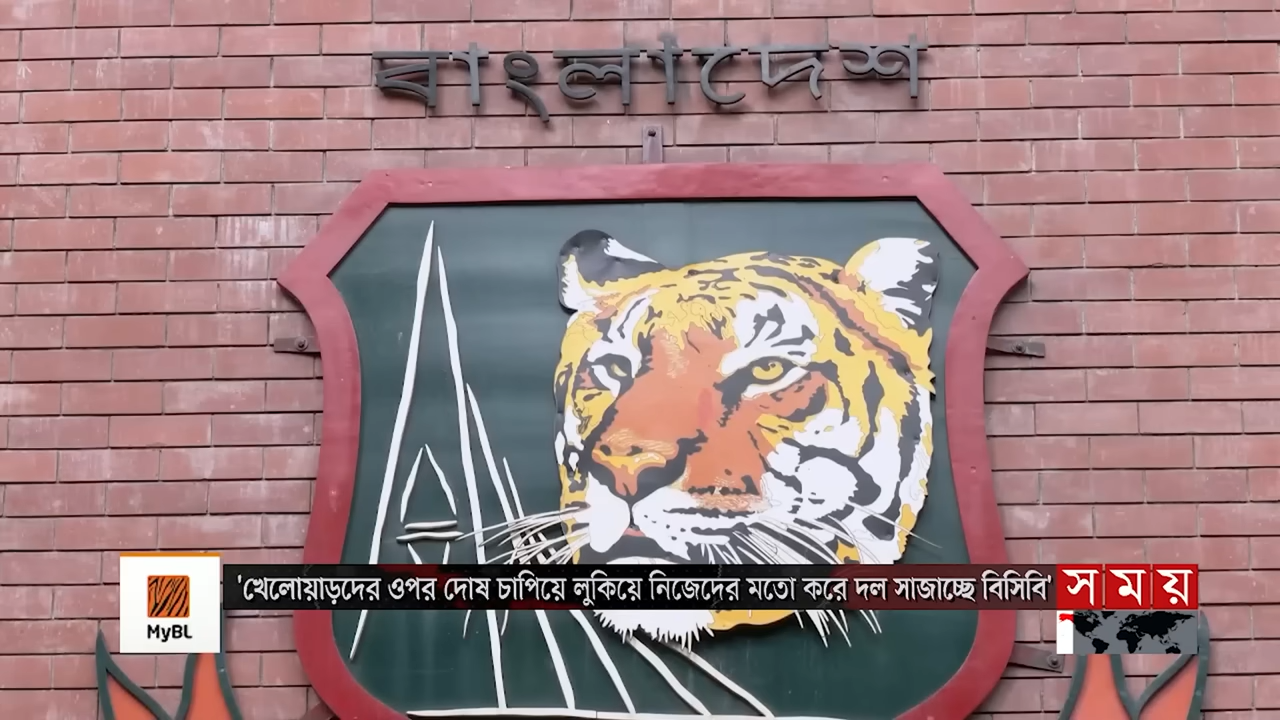 বাংলাদেশ
'খেলোয়াড়দের ওপর দোষ চাপিয়ে লুকিয়ে নিজেদের মতো করে দল সাজাচ্ছে বিসিবি'
সময়
MyBL